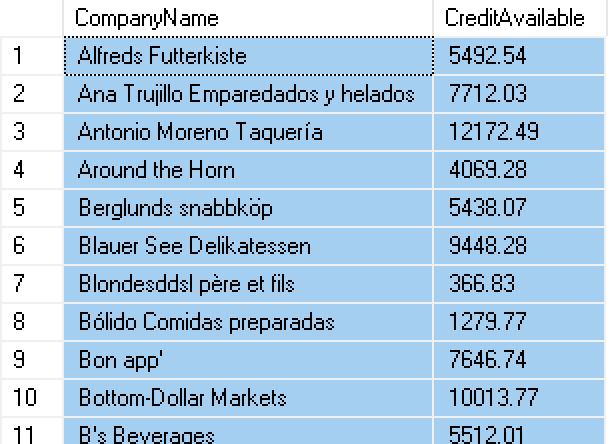 CompanyName CreditAvailable
1 Alfreds Futterkiste 5492.54
2 Ana Trujillo Emparedados y helados 7712.03
3 Antonio Moreno Taquería 12172.49
4 Around the Horn 4069.28
5 Berglunds snabbköp 5438.07
6 Blauer See Delikatessen 9448.28
7 Blondesddsl père et fils 366.83
8 Bólido Comidas preparadas 1279.77
9 Bon app' 7646.74
10 Bottom-Dollar Markets 10013.77
11 B's Beverages 5512.01